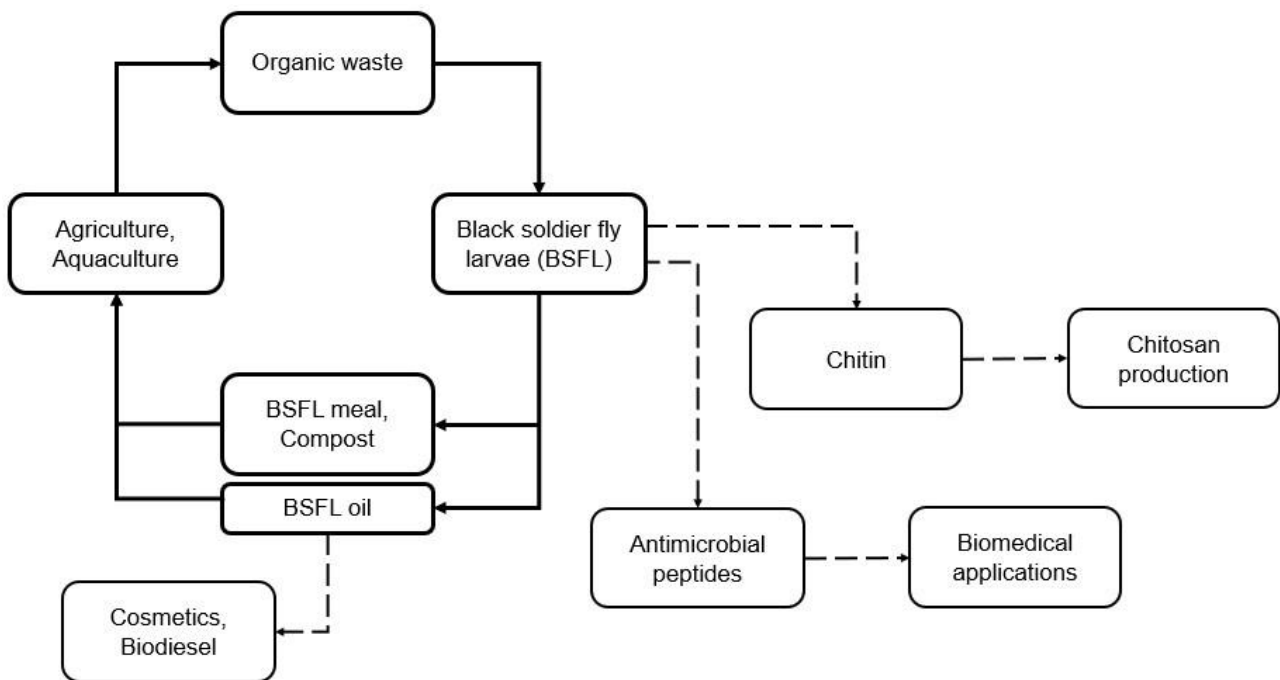 Organic waste
Agriculture,
Aquaculture
Black soldier fly
larvae (BSFL)
Chitin
Chitosan
production
BSFL meal,
Compost
BSFL oil
Antimicrobial
peptides
Biomedical
applications
Cosmetics,
Biodiesel